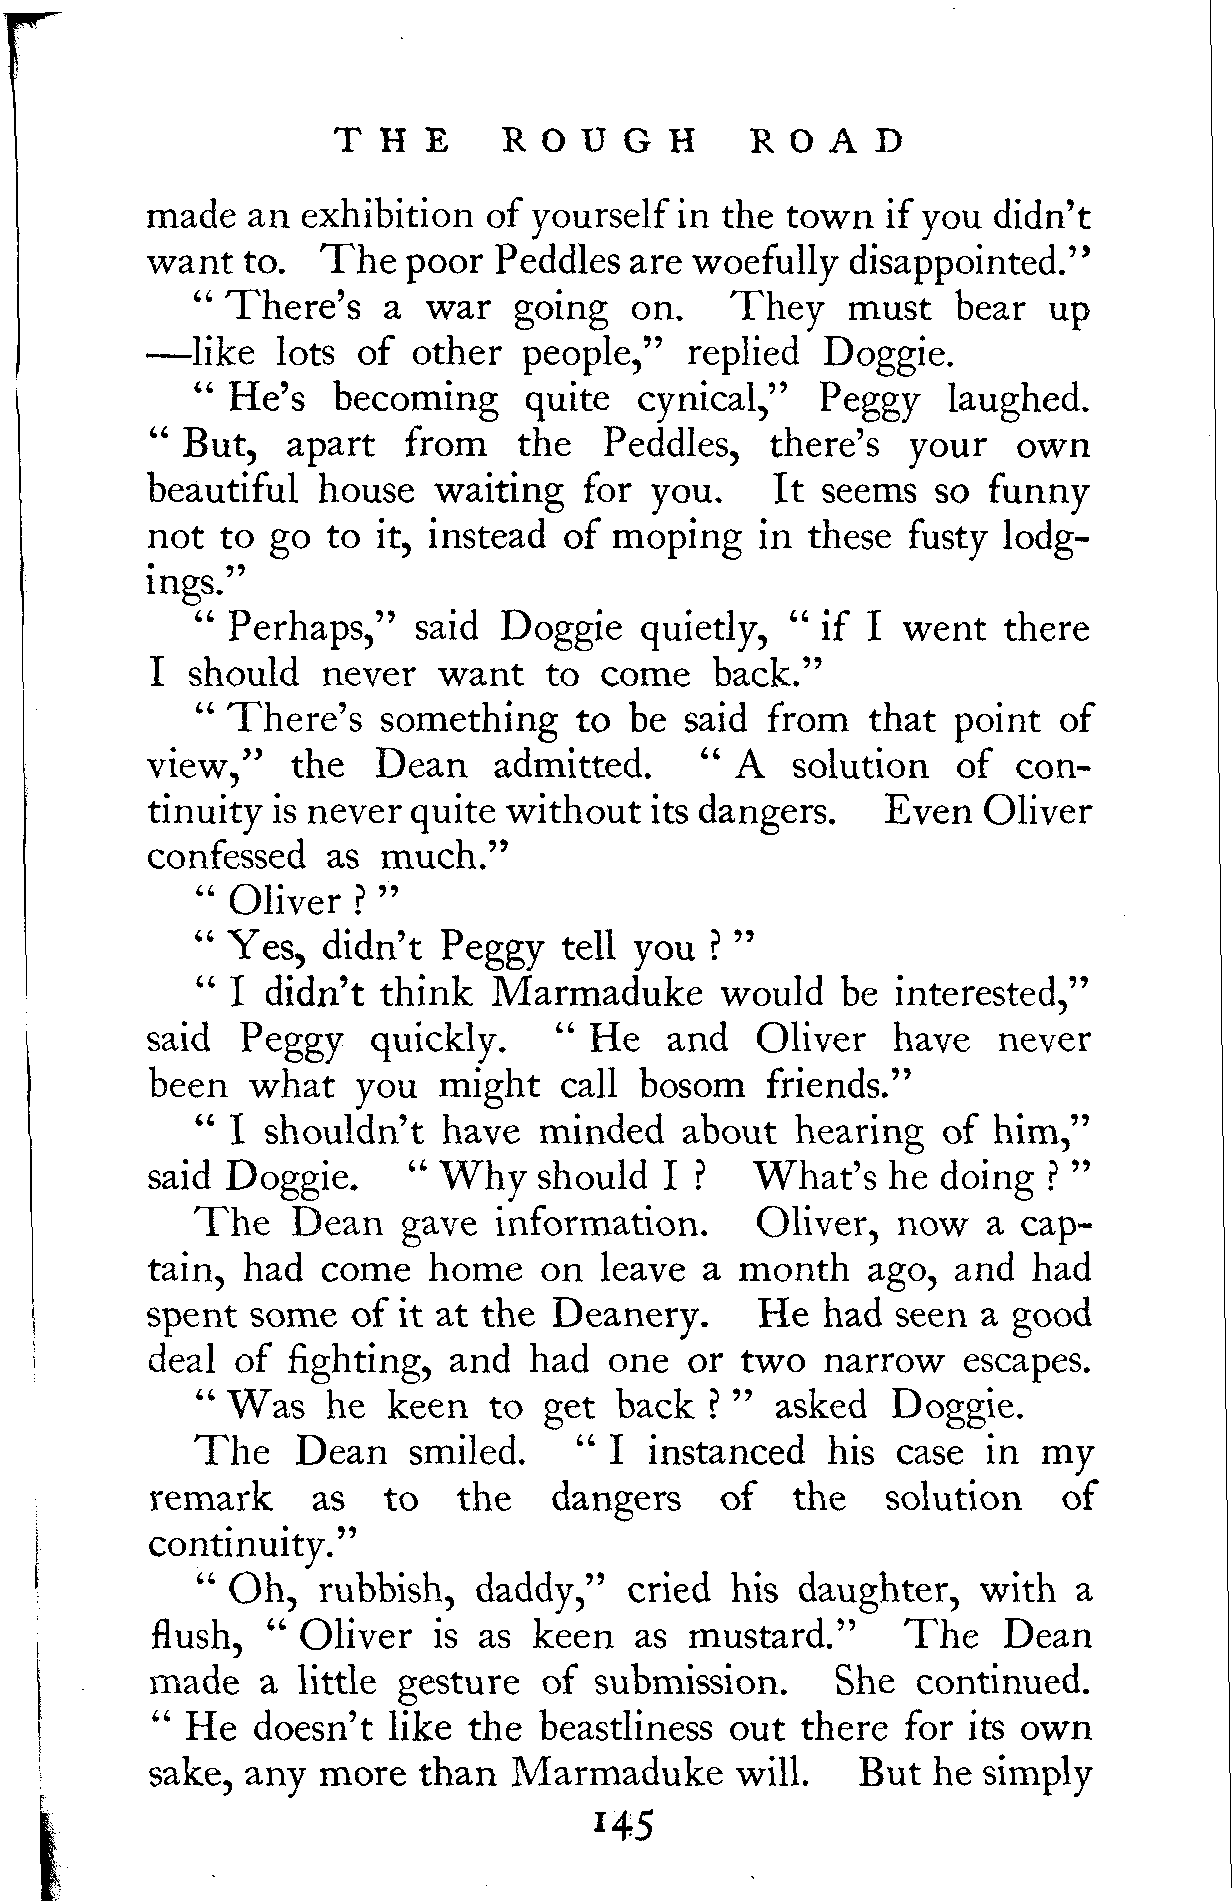 THE ROUGH ROAD
made an exhibition of yourself in the town if you didn't
want to. The poor Peddles are woefully disappointed."
" There's a war going on. They must bear up
—like lots of other people," replied Doggie.
" He's becoming quite cynical," Peggy laughed.
" But, apart from the Peddles, there's your own
beautiful house waiting for you. It seems so funny
not to go to it, instead of moping in these fusty lodg-
ings."
" Perhaps," said Doggie quietly, " if I went there
I should never want to come back."
" There's something to be said from that point of
view," the Dean admitted. " A solution of con-
tinuity is never quite without its dangers. Even Oliver
confessed as much."
" Oliver ? "
" Yes, didn't Peggy tell you ? "
" I didn't think Marmaduke would be interested,"
said Peggy quickly. " He and Oliver have never
been what you might call bosom friends."
" I shouldn't have minded about hearing of him,"
said Doggie. " Why should I ? What's he doing ? "
The Dean gave information. Oliver, now a cap-
tain, had come home on leave a month ago, and had
spent some of it at the Deanery. He had seen a good
deal of fighting, and had one or two narrow escapes.
" Was he keen to get back ? " asked Doggie.
The Dean smiled. " I instanced his case in my
remark as to the dangers of the solution of
continuity."
" Oh, rubbish, daddy," cried his daughter, with a
flush, " Oliver is as keen as mustard." The Dean
made a little gesture of submission. She continued.
" He doesn't like the beastliness out there for its own
sake, any more than Marmaduke will. But he simply
145